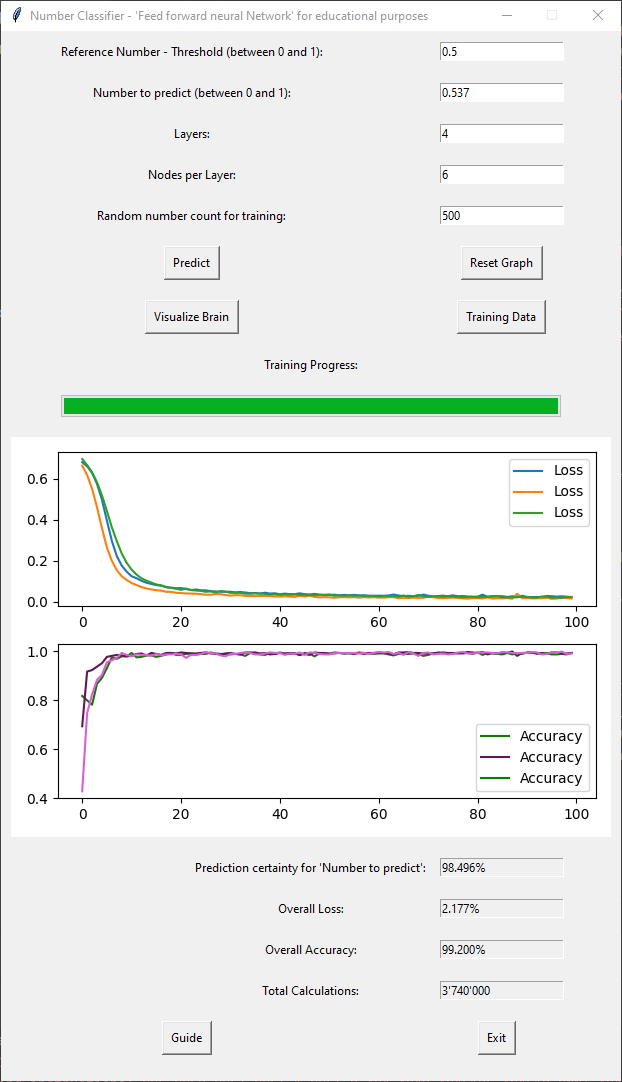 Number Classifier - 'Feed forward neural Network' for educational purposes
Reference Number - Threshold (between 0 and 1): 0.5
Number to predict (between 0 and 1): 0.537
Layers: 4
Nodes per Layer: 6
Random number count for training: 500
Predict Reset Graph
Visualize Brain Training Data
Training Progress:
0.6
0.4
0.2
0.0
Loss
Loss
Loss
0 20 40 60 80 100
1.0
0.8
0.6
0.4
Accuracy
Accuracy
Accuracy
0 20 40 60 80 100
Prediction certainty for 'Number to predict': 98.496%
Overall Loss: 2.177%
Overall Accuracy: 99.200%
Total Calculations: 3'740'000
Guide Exit